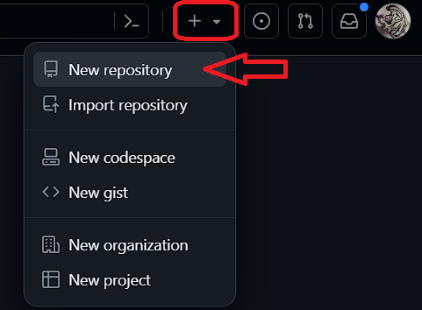 New repository
Import repository
New codespace
New gist
New organization
New project